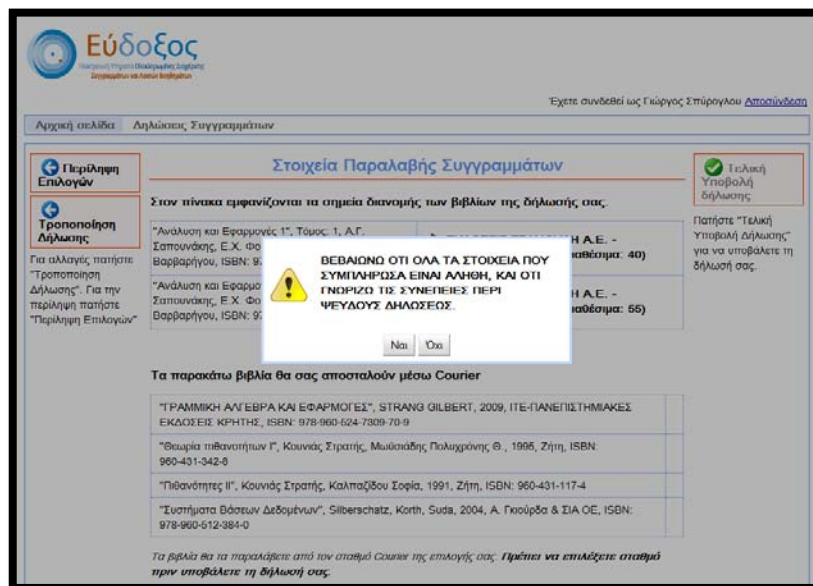 Εύδοξος
Συγγραμμάτων και Λοιπών Βοηθημάτων
Έχετε συνδεθεί ως Γιώργος Σπύρογλου Αποσύνδεση
Αρχική σελίδα Δηλώσεις Συγγραμμάτων
Περίληψη
Επιλογών
Τροποποίηση
Δήλωσης
Για αλλαγές πατήστε
"Τροποποίηση
Δήλωσης". Για την
περίληψη πατήστε
"Περίληψη Επιλογών"
Στοιχεία Παραλαβής Συγγραμμάτων
Στον πίνακα εμφανίζονται τα σημεία διανομής των βιβλίων της δήλωσής σας.
"Ανάλυση και Εφαρμογές 1", Τόμος: 1, Α.Γ.
Σαπουνάκης, Ε.Χ. Φο
Βαρβαρήγου, ISBN: 9
Η Α.Ε. -
αθέσιμα: 40)
"Ανάλυση και Εφαρμο
Σαπουνάκης, Ε.Χ. Φο
Βαρβαρήγου, ISBN: 9
Η Α.Ε. -
αθέσιμα: 55)
ΒΕΒΑΙΩΝΩ ΟΤΙ ΟΛΑ ΤΑ ΣΤΟΙΧΕΙΑ ΠΟΥ
ΣΥΜΠΛΗΡΩΣΑ ΕΙΝΑΙ ΑΛΗΘΗ, ΚΑΙ ΟΤΙ
ΓΝΩΡΙΖΩ ΤΙΣ ΣΥΝΕΠΕΙΕΣ ΠΕΡΙ
ΨΕΥΔΟΥΣ ΔΗΛΩΣΕΩΣ.
Ναι Όχι
Τα παρακάτω βιβλία θα σας αποσταλούν μέσω Courier
"ΓΡΑΜΜΙΚΗ ΑΛΓΕΒΡΑ ΚΑΙ ΕΦΑΡΜΟΓΕΣ", STRANG GILBERT, 2009, ΙΤΕ-ΠΑΝΕΠΙΣΤΗΜΙΑΚΕΣ
ΕΚΔΟΣΕΙΣ ΚΡΗΤΗΣ, ISBN: 978-960-524-7309-70-9
"Θεωρία πιθανοτήτων Ι", Κουνιάς Στρατής, Μωϋσιάδης Πολυχρόνης Θ., 1995, Ζήτη, ISBN:
960-431-342-8
"Πιθανότητες ΙΙ", Κουνιάς Στρατής, Καλπαζίδου Σοφία, 1991, Ζήτη, ISBN: 960-431-117-4
"Συστήματα Βάσεων Δεδομένων", Silberschatz, Korth, Suda, 2004, Α. Γκιούρδα & ΣΙΑ ΟΕ, ISBN:
978-960-512-384-0
Τα βιβλία θα τα παραλάβετε από τον σταθμό Courier της επιλογής σας. Πρέπει να επιλέξετε σταθμό
πριν υποβάλετε τη δήλωσή σας.
Τελική
Υποβολή
δήλωσης
Πατήστε "Τελική
Υποβολή Δήλωσης"
για να υποβάλετε τη
δήλωσή σας.